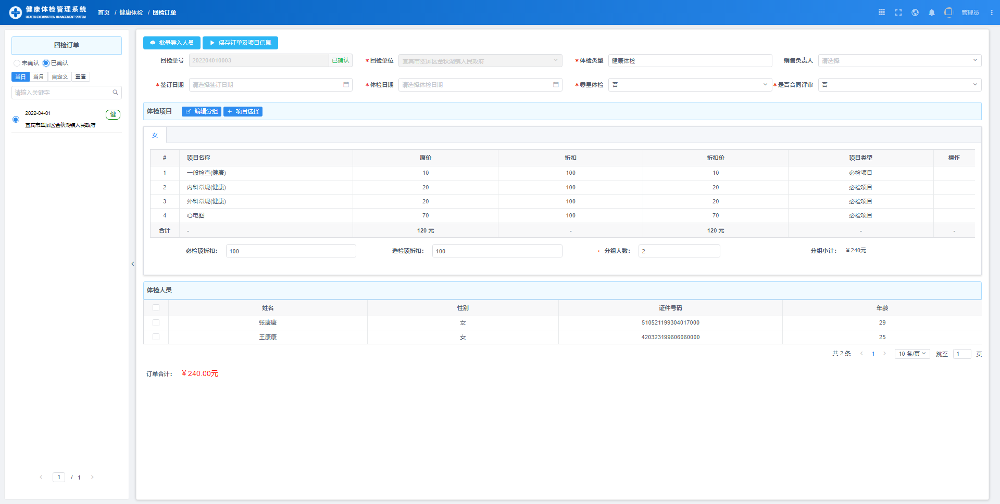 健康体检管理系统
HEALTH EXCMINATION MANAGEMENT SYSTEM
首页 / 健康体检 / 团检订单
管理员
团检订单
未确认 已确认
当日 当月 自定义 重置
请输入关键字
2022-04-01
健
宜宾市翠屏区金秋湖镇人民政府
1 / 1
批量导入人员 保存订单及项目信息
团检单号 202204010003 已确认 *团检单位 宜宾市翠屏区金秋湖镇人民政府 *体检类型 健康体检 销售负责人 请选择
*签订日期 请选择签订日期 *体检日期 请选择体检日期 *零星体检 否 *是否合同评审 否
体检项目 编辑分组 + 项目选择
女
# 项目名称 原价 折扣 折扣价 项目类型 操作
1 一般检查(健康) 10 100 10 必检项目
2 内科常规(健康) 20 100 20 必检项目
3 外科常规(健康) 20 100 20 必检项目
4 心电图 70 100 70 必检项目
合计 - 120 元 - 120 元 - -
必检项折扣: 100 选检项折扣: 100 * 分组人数: 2 分组小计: ¥ 240元
体检人员
姓名 性别 证件号码 年龄
张康康 女 510521199304017000 29
王康康 女 420323199606060000 25
共 2 条 1 10 条/页 跳至 1 页
订单合计: ¥ 240.00元